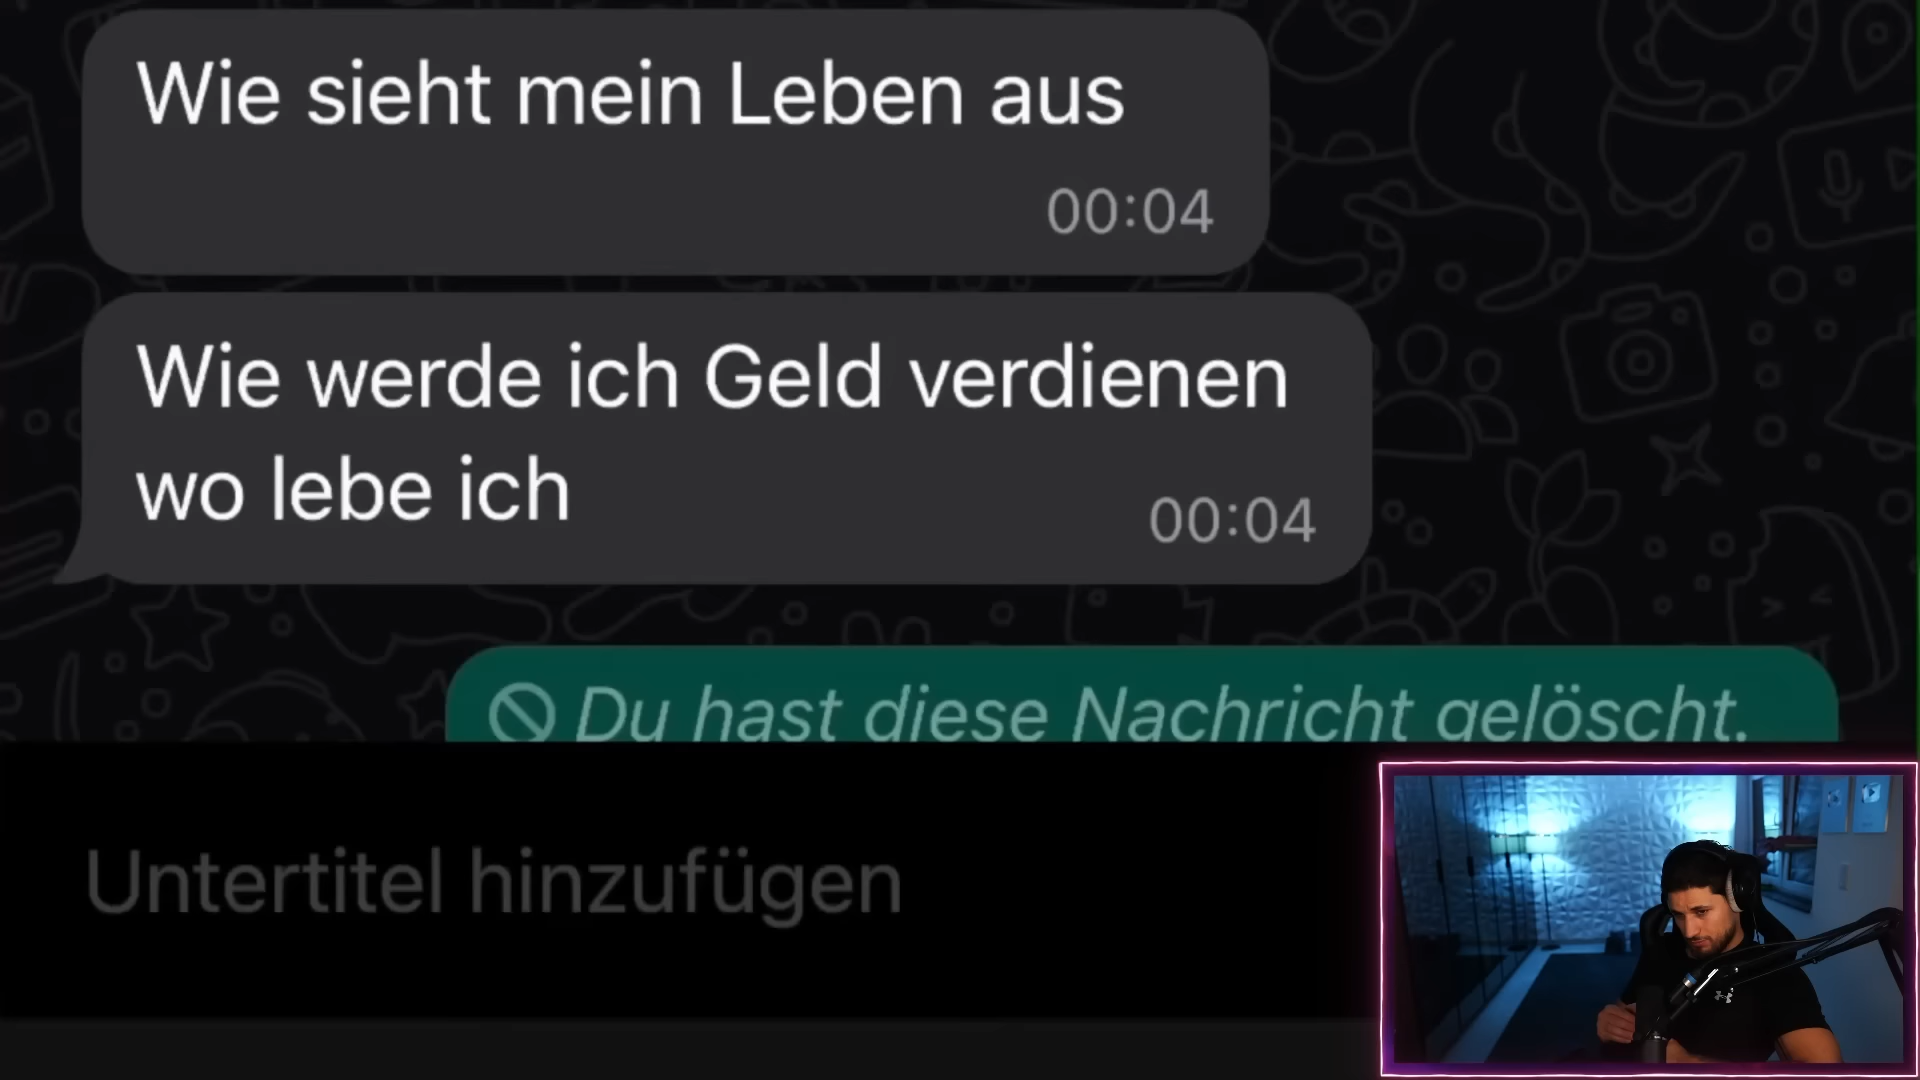 Wie sieht mein Leben aus
00:04
Wie werde ich Geld verdienen
wo lebe ich
00:04
Du hast diese Nachricht gelöscht.
Untertitel hinzufügen